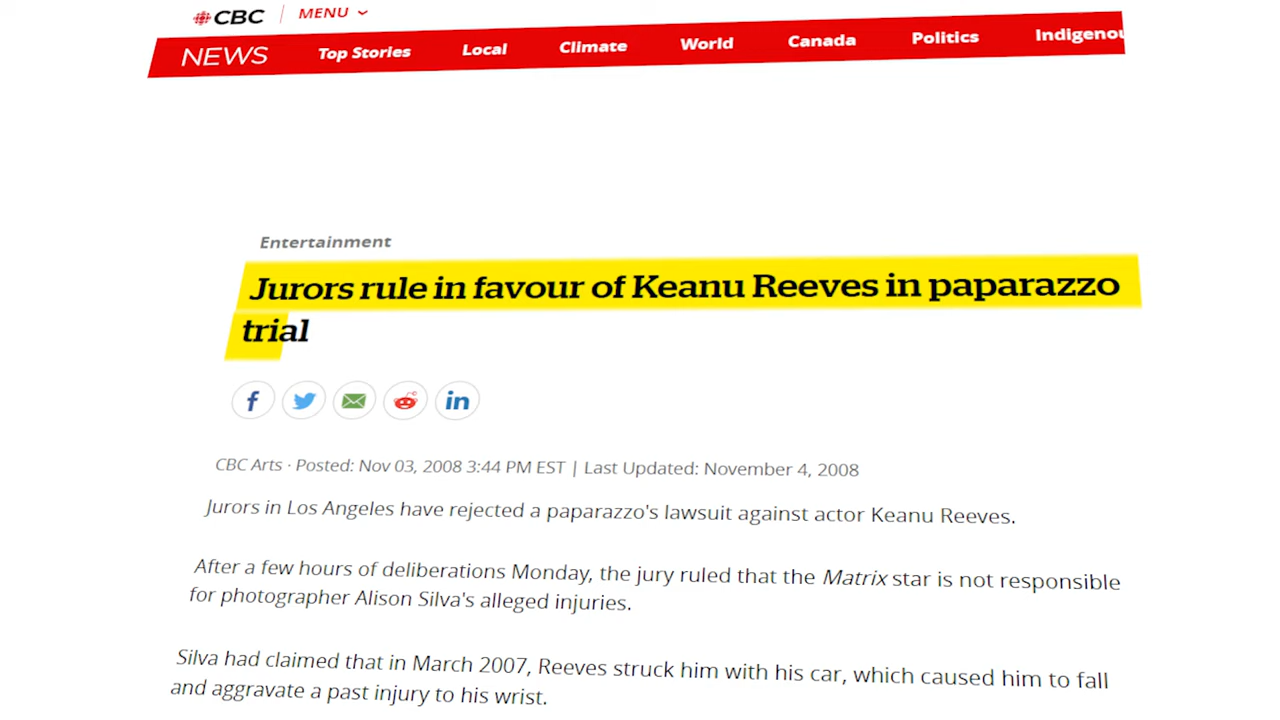 CBC MENU
NEWS Top Stories Local Climate World Canada Politics Indigenou
Entertainment
Jurors rule in favour of Keanu Reeves in paparazzo
trial
CBC Arts · Posted: Nov 03, 2008 3:44 PM EST | Last Updated: November 4, 2008
Jurors in Los Angeles have rejected a paparazzo's lawsuit against actor Keanu Reeves.
After a few hours of deliberations Monday, the jury ruled that the Matrix star is not responsible
for photographer Alison Silva's alleged injuries.
Silva had claimed that in March 2007, Reeves struck him with his car, which caused him to fall
and aggravate a past injury to his wrist.